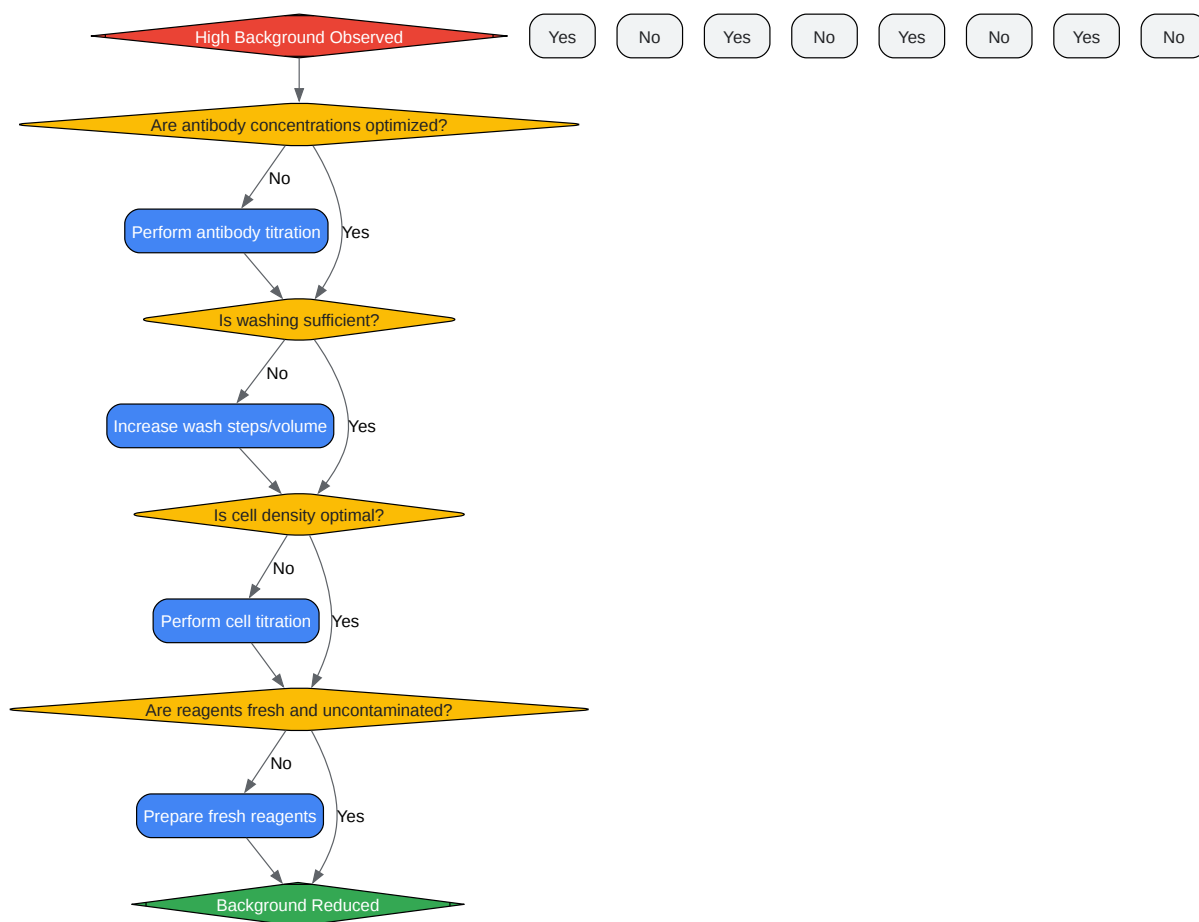 High Background Observed
Yes
No
Yes
No
Yes
No
Yes
No
Are antibody concentrations optimized?
No
Perform antibody titration
Yes
Is washing sufficient?
No
Increase wash steps/volume
Yes
Is cell density optimal?
No
Perform cell titration
Yes
Are reagents fresh and uncontaminated?
No
Prepare fresh reagents
Yes
Background Reduced